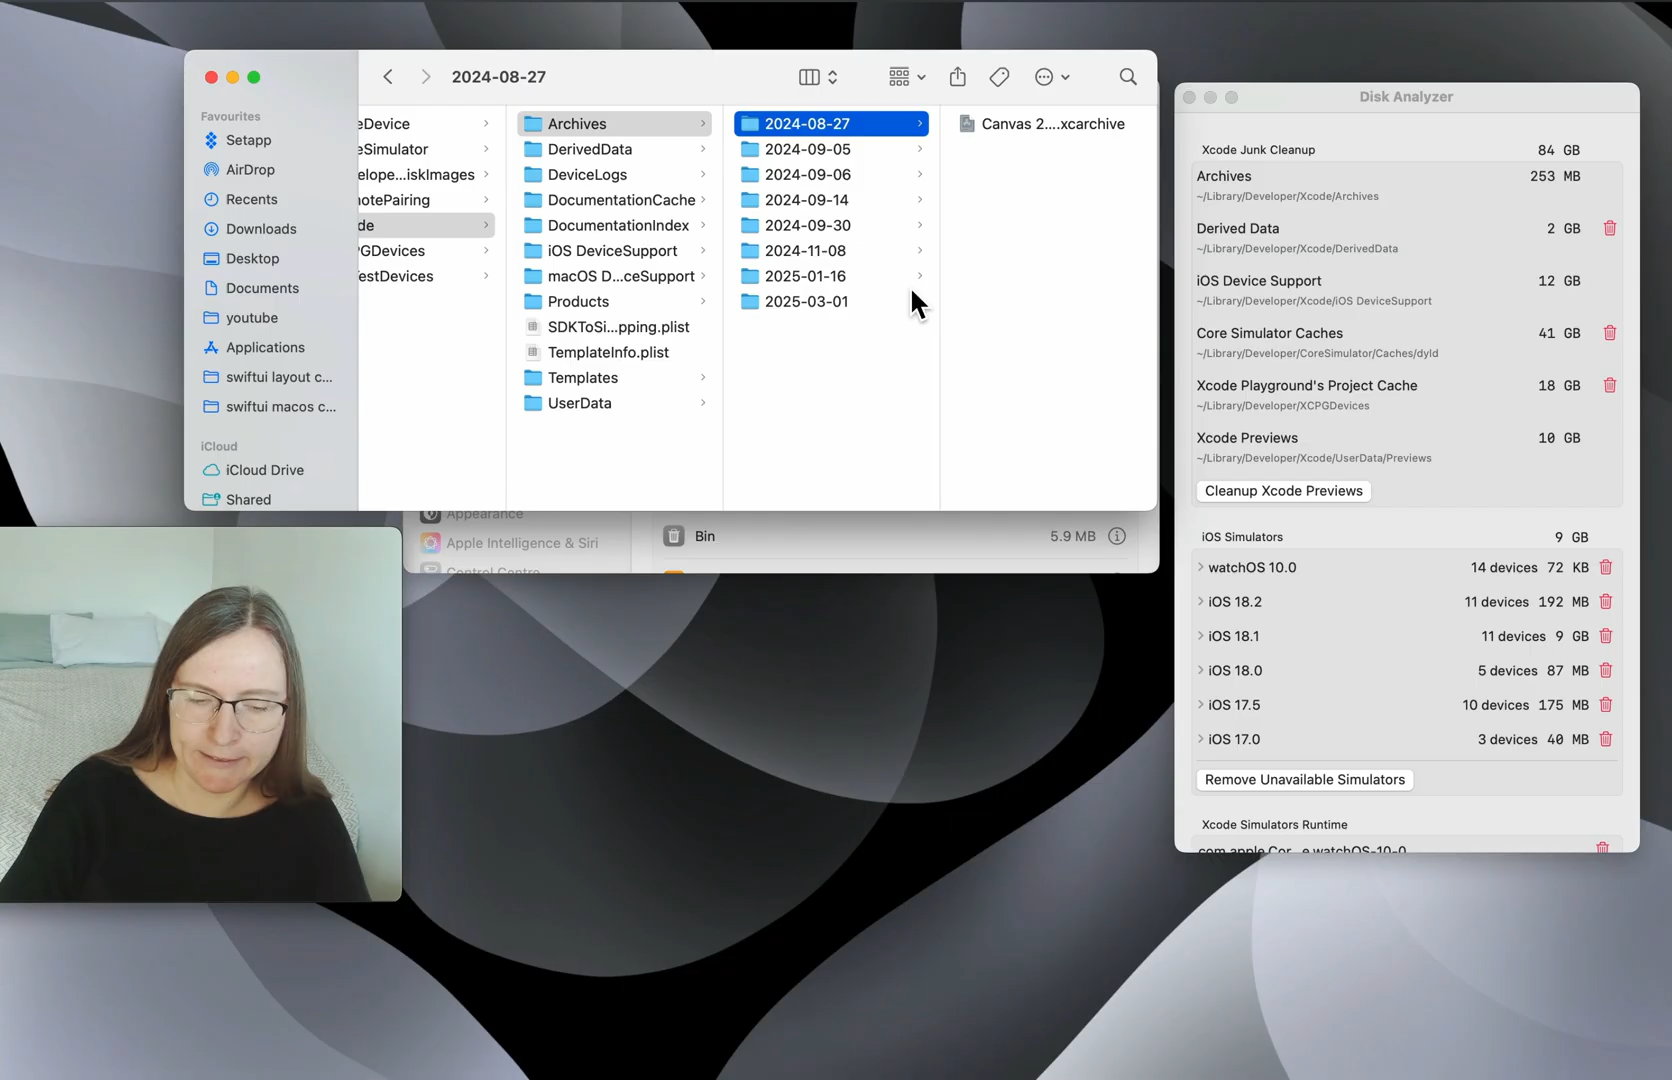 2024-08-27
Favourites
Setapp
AirDrop
Recents
Downloads
Desktop
Documents
youtube
Applications
swiftui layout c...
swiftui macos c...
iCloud
iCloud Drive
Shared
eDevice
eSimulator
elope...iskImages
notePairing
de
GDevices
estDevices
Archives
DerivedData
DeviceLogs
DocumentationCache
DocumentationIndex
iOS DeviceSupport
macOS D...ceSupport
Products
SDKToSi...pping.plist
TemplateInfo.plist
Templates
UserData
2024-08-27
2024-09-05
2024-09-06
2024-09-14
2024-09-30
2024-11-08
2025-01-16
2025-03-01
Canvas 2....xcarchive
Appearance
Apple Intelligence & Siri
Control Centre
Bin 5.9 MB
Disk Analyzer
Xcode Junk Cleanup 84 GB
Archives 253 MB
~/Library/Developer/Xcode/Archives
Derived Data 2 GB
~/Library/Developer/Xcode/DerivedData
iOS Device Support 12 GB
~/Library/Developer/Xcode/iOS DeviceSupport
Core Simulator Caches 41 GB
~/Library/Developer/CoreSimulator/Caches/dyld
Xcode Playground's Project Cache 18 GB
~/Library/Developer/XCPGDevices
Xcode Previews 10 GB
~/Library/Developer/Xcode/UserData/Previews
Cleanup Xcode Previews
iOS Simulators 9 GB
watchOS 10.0 14 devices 72 KB
iOS 18.2 11 devices 192 MB
iOS 18.1 11 devices 9 GB
iOS 18.0 5 devices 87 MB
iOS 17.5 10 devices 175 MB
iOS 17.0 3 devices 40 MB
Remove Unavailable Simulators
Xcode Simulators Runtime
com.apple.Cor...e.watchOS-10-0